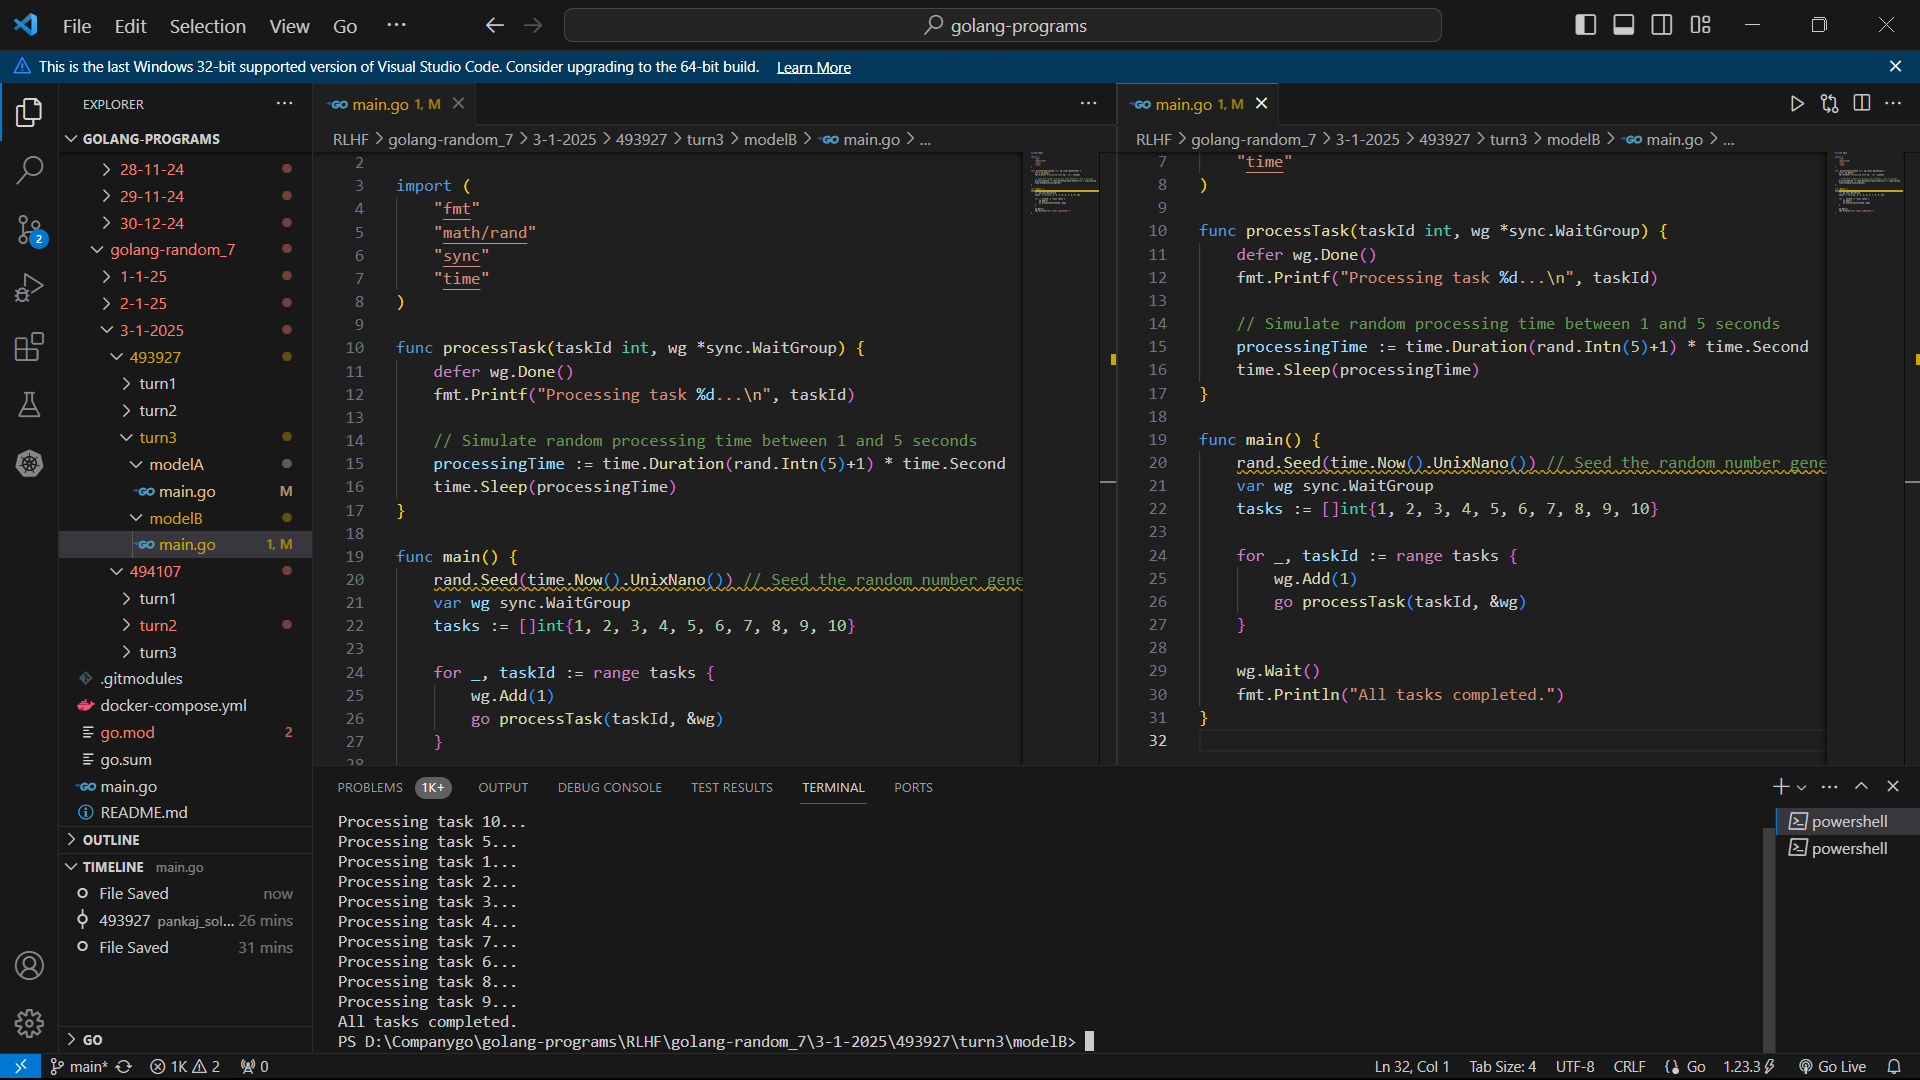 File Edit Selection View Go ···
golang-programs
This is the last Windows 32-bit supported version of Visual Studio Code. Consider upgrading to the 64-bit build. Learn More
EXPLORER
GOLANG-PROGRAMS
28-11-24
29-11-24
30-12-24
golang-random_7
1-1-25
2-1-25
3-1-2025
493927
turn1
turn2
turn3
modelA
main.go M
modelB
main.go 1, M
494107
turn1
turn2
turn3
.gitmodules
docker-compose.yml
go.mod 2
go.sum
main.go
README.md
OUTLINE
TIMELINE main.go
File Saved now
493927 pankaj_sol... 26 mins
File Saved 31 mins
GO
2
main.go 1, M
RLHF > golang-random_7 > 3-1-2025 > 493927 > turn3 > modelB > main.go > ...
2
3 import (
4 "fmt"
5 "math/rand"
6 "sync"
7 "time"
8 )
9
10 func processTask(taskId int, wg *sync.WaitGroup) {
11 defer wg.Done()
12 fmt.Printf("Processing task %d...\n", taskId)
13
14 // Simulate random processing time between 1 and 5 seconds
15 processingTime := time.Duration(rand.Intn(5)+1) * time.Second
16 time.Sleep(processingTime)
17 }
18
19 func main() {
20 rand.Seed(time.Now().UnixNano()) // Seed the random number gene
21 var wg sync.WaitGroup
22 tasks := []int{1, 2, 3, 4, 5, 6, 7, 8, 9, 10}
23
24 for _, taskId := range tasks {
25 wg.Add(1)
26 go processTask(taskId, &wg)
27 }
28
main.go 1, M
RLHF > golang-random_7 > 3-1-2025 > 493927 > turn3 > modelB > main.go > ...
7 "time"
8 )
9
10 func processTask(taskId int, wg *sync.WaitGroup) {
11 defer wg.Done()
12 fmt.Printf("Processing task %d...\n", taskId)
13
14 // Simulate random processing time between 1 and 5 seconds
15 processingTime := time.Duration(rand.Intn(5)+1) * time.Second
16 time.Sleep(processingTime)
17 }
18
19 func main() {
20 rand.Seed(time.Now().UnixNano()) // Seed the random number gene
21 var wg sync.WaitGroup
22 tasks := []int{1, 2, 3, 4, 5, 6, 7, 8, 9, 10}
23
24 for _, taskId := range tasks {
25 wg.Add(1)
26 go processTask(taskId, &wg)
27 }
28
29 wg.Wait()
30 fmt.Println("All tasks completed.")
31 }
32
PROBLEMS 1K+ OUTPUT DEBUG CONSOLE TEST RESULTS TERMINAL PORTS
Processing task 10...
Processing task 5...
Processing task 1...
Processing task 2...
Processing task 3...
Processing task 4...
Processing task 7...
Processing task 6...
Processing task 8...
Processing task 9...
All tasks completed.
PS D:\Companygo\golang-programs\RLHF\golang-random_7\3-1-2025\493927\turn3\modelB>
powershell
powershell
main* 1K 2 0 Ln 32, Col 1 Tab Size: 4 UTF-8 CRLF Go 1.23.3 Go Live